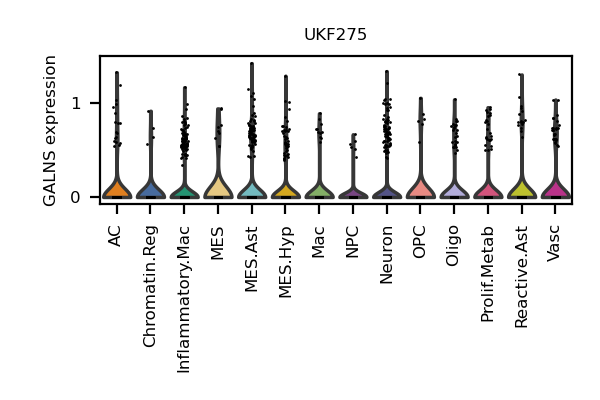 UKF275
GALNS expression
1
0
AC
Chromatin.Reg
Inflammatory.Mac
MES
MES.Ast
MES.Hyp
Mac
NPC
Neuron
OPC
Oligo
Prolif.Metab
Reactive.Ast
Vasc